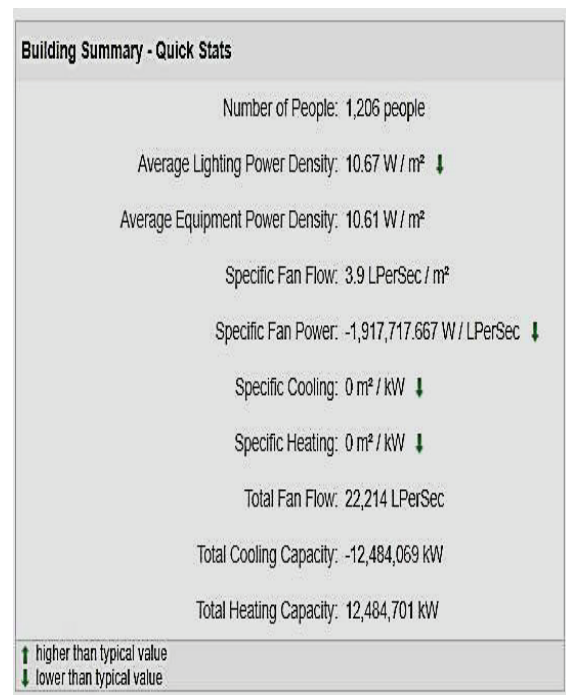 Building Summary - Quick Stats
Number of People: 1,206 people
Average Lighting Power Density: 10.67 W / m² ↓
Average Equipment Power Density: 10.61 W / m²
Specific Fan Flow: 3.9 LPerSec / m²
Specific Fan Power: -1,917,717.667 W / LPerSec ↓
Specific Cooling: 0 m² / kW ↓
Specific Heating: 0 m² / kW ↓
Total Fan Flow: 22,214 LPerSec
Total Cooling Capacity: -12,484,069 kW
Total Heating Capacity: 12,484,701 kW
↑ higher than typical value
↓ lower than typical value